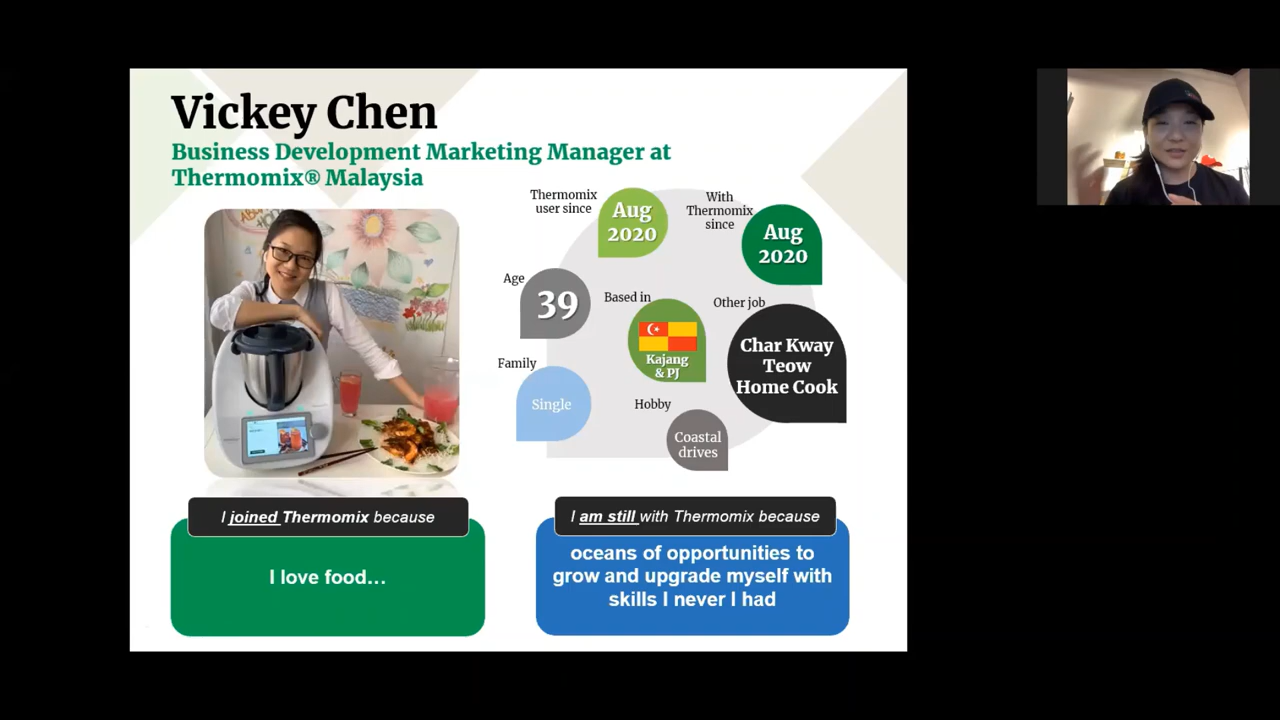 Vickey Chen
Business Development Marketing Manager at
Thermomix® Malaysia
Thermomix
user since
Aug
2020
With
Thermomix
since
Aug
2020
Age
39
Based in
Kajang
& PJ
Other job
Char Kway
Teow
Home Cook
Family
Single
Hobby
Coastal
drives
I joined Thermomix because
I love food...
I am still with Thermomix because
oceans of opportunities to
grow and upgrade myself with
skills I never I had